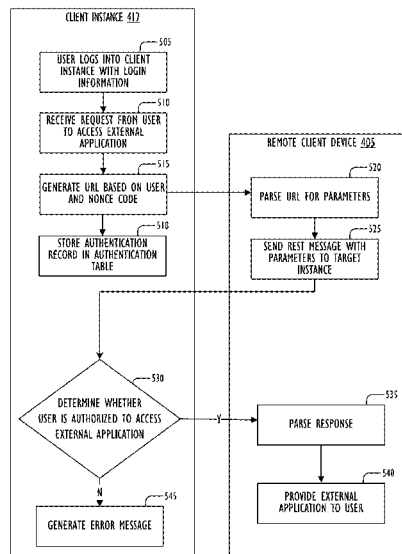 CLIENT INSTANCE 412
505
USER LOGS INTO CLIENT
INSTANCE WITH LOGIN
INFORMATION
510
RECEIVE REQUEST FROM USER
TO ACCESS EXTERNAL
APPLICATION
515
GENERATE URL BASED ON USER
AND NONCE CODE
518
STORE AUTHENTICATION
RECORD IN AUTHENTICATION
TABLE
REMOTE CLIENT DEVICE 405
520
PARSE URL FOR PARAMETERS
525
SEND REST MESSAGE WITH
PARAMETERS TO TARGET
INSTANCE
530
DETERMINE WHETHER
USER IS AUTHORIZED TO ACCESS
EXTERNAL APPLICATION
Y
535
PARSE RESPONSE
540
PROVIDE EXTERNAL
APPLICATION TO USER
N
545
GENERATE ERROR MESSAGE